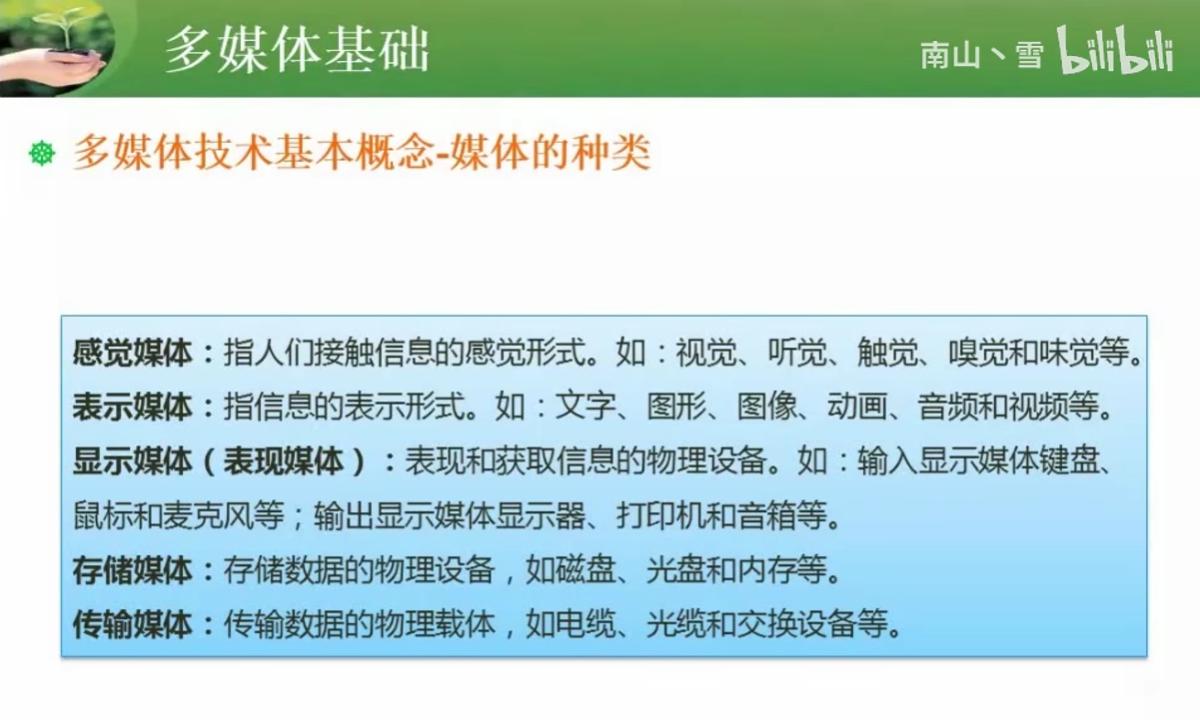 多媒体基础
南山丶雪 bilibili
多媒体技术基本概念-媒体的种类
感觉媒体：指人们接触信息的感觉形式。如：视觉、听觉、触觉、嗅觉和味觉等。
表示媒体：指信息的表示形式。如：文字、图形、图像、动画、音频和视频等。
显示媒体（表现媒体）：表现和获取信息的物理设备。如：输入显示媒体键盘、
鼠标和麦克风等；输出显示媒体显示器、打印机和音箱等。
存储媒体：存储数据的物理设备，如磁盘、光盘和内存等。
传输媒体：传输数据的物理载体，如电缆、光缆和交换设备等。